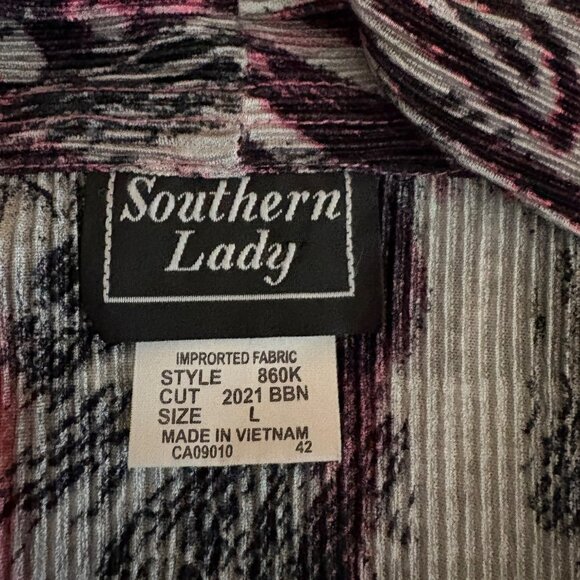 Southern
Lady
IMPRORTED FABRIC
STYLE 860K
CUT 2021 BBN
SIZE L
MADE IN VIETNAM
CA09010 42